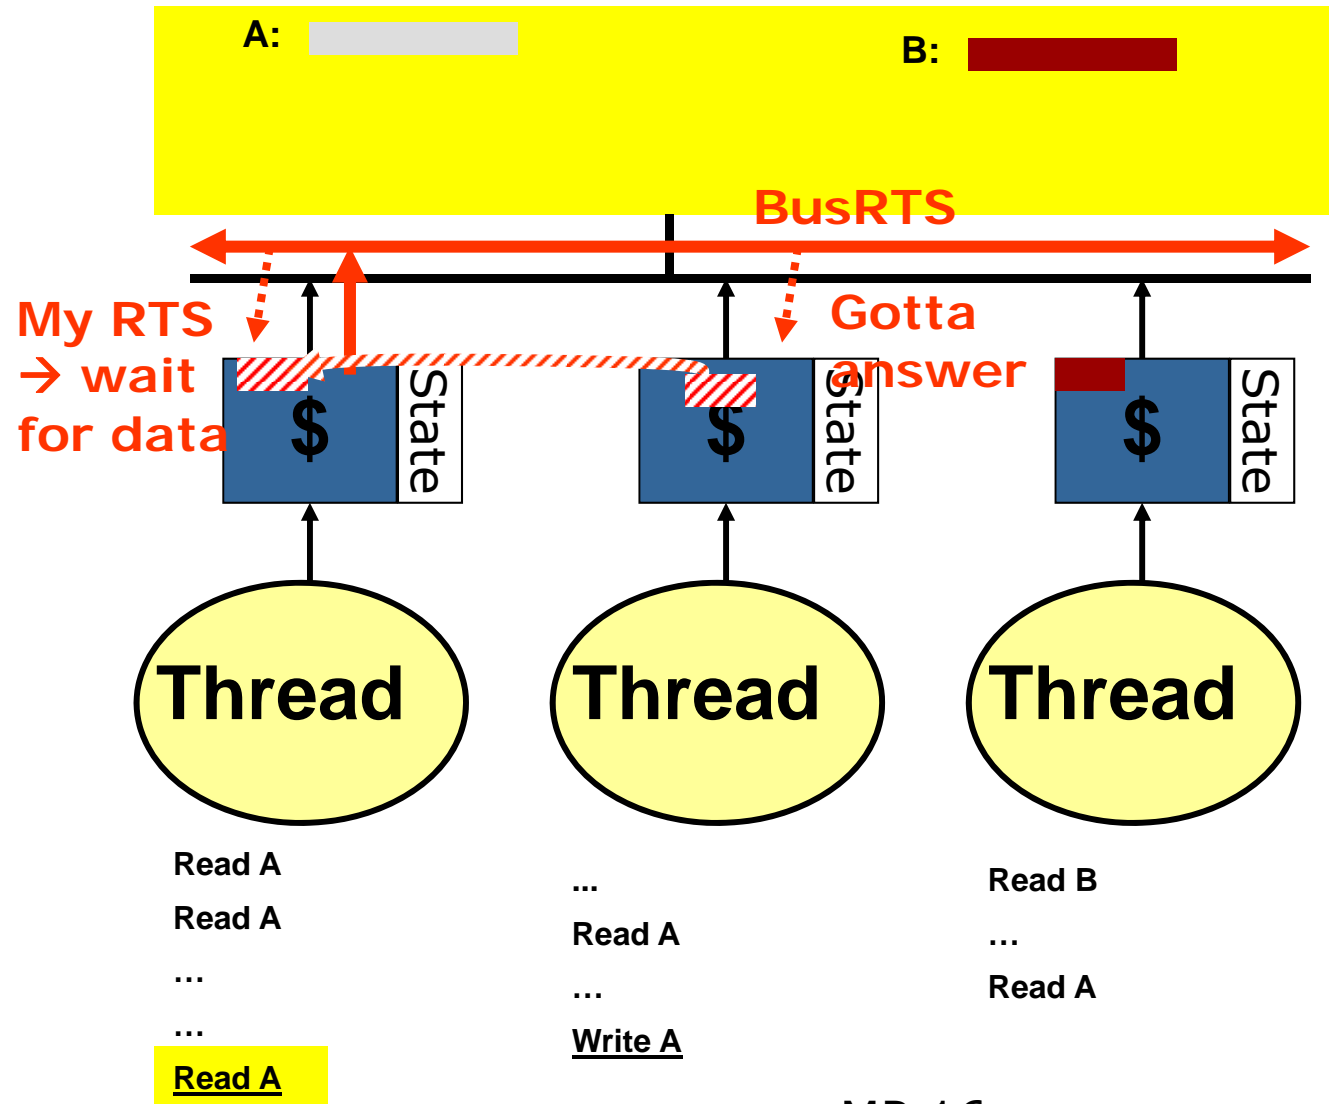 A:
B:
BusRTS
My RTS
→ wait
for data
Gotta
answer
$
State
$
State
$
State
Thread
Thread
Thread
Read A
Read A
…
…
Read A
...
Read A
…
Write A
Read B
…
Read A